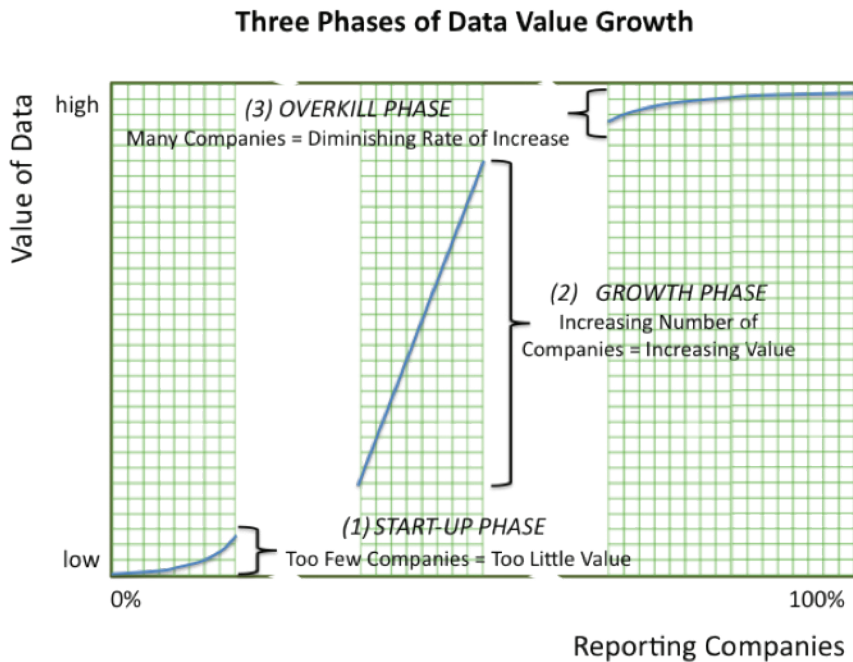 Three Phases of Data Value Growth
Value of Data
high
(3) OVERKILL PHASE
Many Companies = Diminishing Rate of Increase
(2) GROWTH PHASE
Increasing Number of
Companies = Increasing Value
(1) START-UP PHASE
Too Few Companies = Too Little Value
low
0%
100%
Reporting Companies